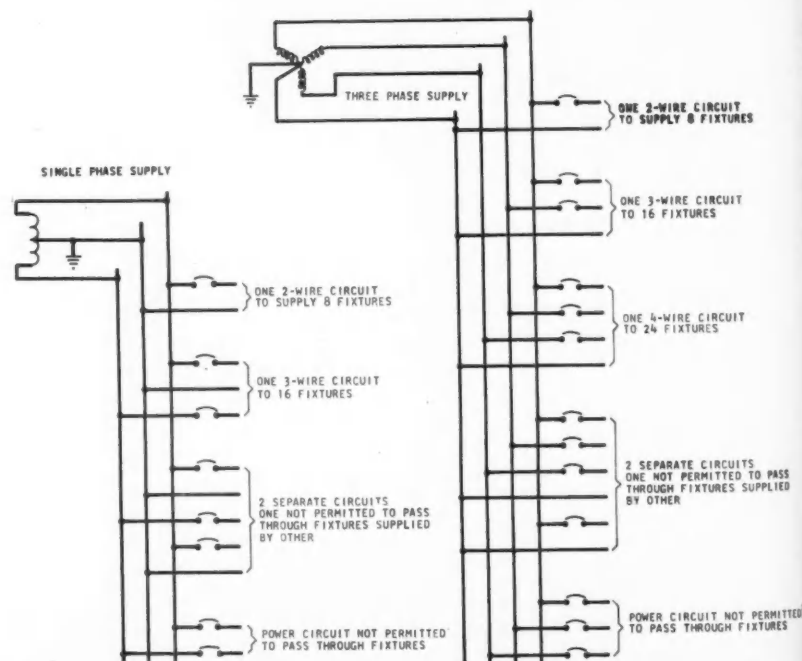 THREE PHASE SUPPLY
ONE 2-WIRE CIRCUIT
TO SUPPLY 8 FIXTURES
ONE 3-WIRE CIRCUIT
TO 16 FIXTURES
ONE 4-WIRE CIRCUIT
TO 24 FIXTURES
2 SEPARATE CIRCUITS
ONE NOT PERMITTED TO PASS
THROUGH FIXTURES SUPPLIED
BY OTHER
POWER CIRCUIT NOT PERMITTED
TO PASS THROUGH FIXTURES
SINGLE PHASE SUPPLY
ONE 2-WIRE CIRCUIT
TO SUPPLY 8 FIXTURES
ONE 3-WIRE CIRCUIT
TO 16 FIXTURES
2 SEPARATE CIRCUITS
ONE NOT PERMITTED TO PASS
THROUGH FIXTURES SUPPLIED
BY OTHER
POWER CIRCUIT NOT PERMITTED
TO PASS THROUGH FIXTURES